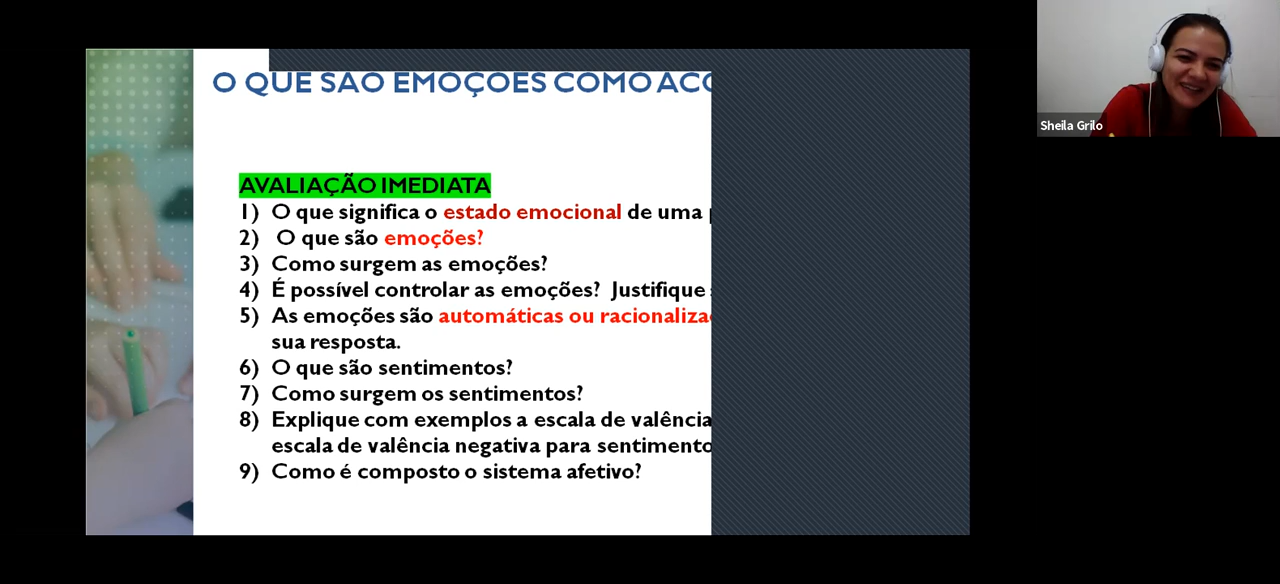 O QUE SÃO EMOÇÕES COMO
AVALIAÇÃO IMEDIATA
1) O que significa o estado emocional de uma
2) O que são emoções?
3) Como surgem as emoções?
4) É possível controlar as emoções? Justifique
5) As emoções são automáticas ou
sua resposta.
6) O que são sentimentos?
7) Como surgem os sentimentos?
8) Explique com exemplos a escala de valência
escala de valência negativa para
9) Como é composto o sistema afetivo?
Sheila Grilo